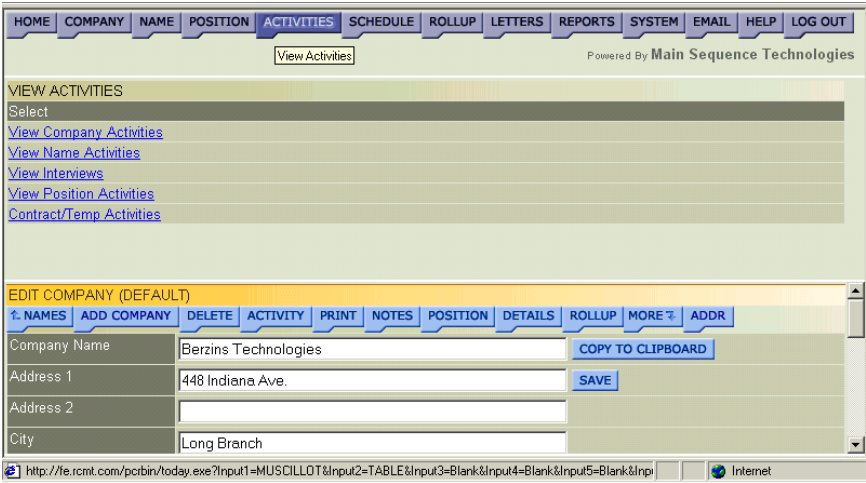 HOME COMPANY NAME POSITION ACTIVITIES SCHEDULE ROLLUP LETTERS REPORTS SYSTEM EMAIL HELP LOG OUT
View Activities
Powered By Main Sequence Technologies
VIEW ACTIVITIES
Select
View Company Activities
View Name Activities
View Interviews
View Position Activities
Contract/Temp Activities
EDIT COMPANY (DEFAULT)
NAMES ADD COMPANY DELETE ACTIVITY PRINT NOTES POSITION DETAILS ROLLUP MORE ADDR
Company Name Berzins Technologies COPY TO CLIPBOARD
Address 1 448 Indiana Ave. SAVE
Address 2
City Long Branch
http://fe.rcmt.com/pcrbin/today.exe?Input1=MUSCILLOT&Input2=TABLE&Input3=Blank&Input4=Blank&Input5=Blank&Inp Internet